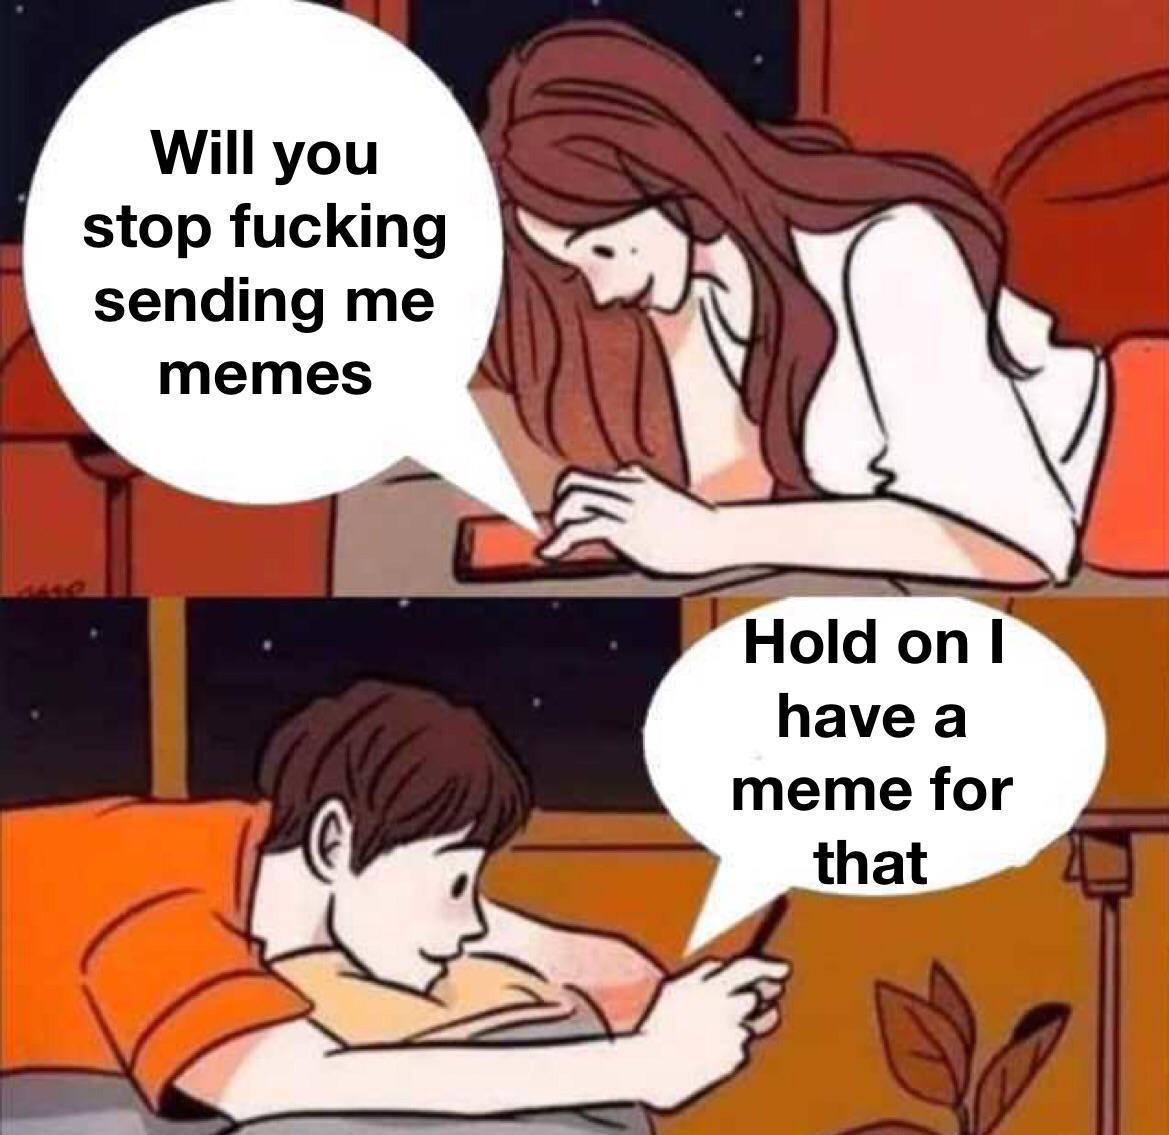 Will you
stop fucking
sending me
memes
Hold on I
have a
meme for
that